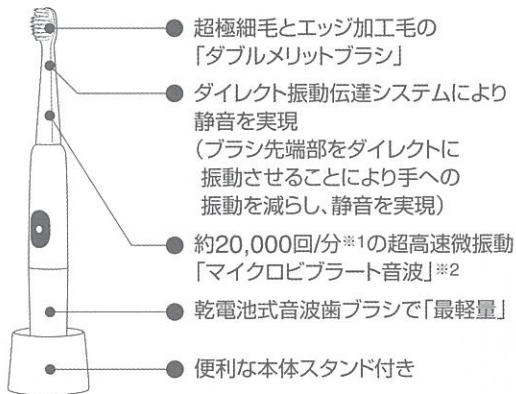 超極細毛とエッジ加工毛の
「ダブルメリットブラシ」
ダイレクト振動伝達システムにより
静音を実現
(ブラシ先端部をダイレクトに
振動させることにより手への
振動を減らし、静音を実現)
約20,000回/分※1の超高速微振動
「マイクロビブラート音波」※2
乾電池式音波歯ブラシで「最軽量」
便利な本体スタンド付き